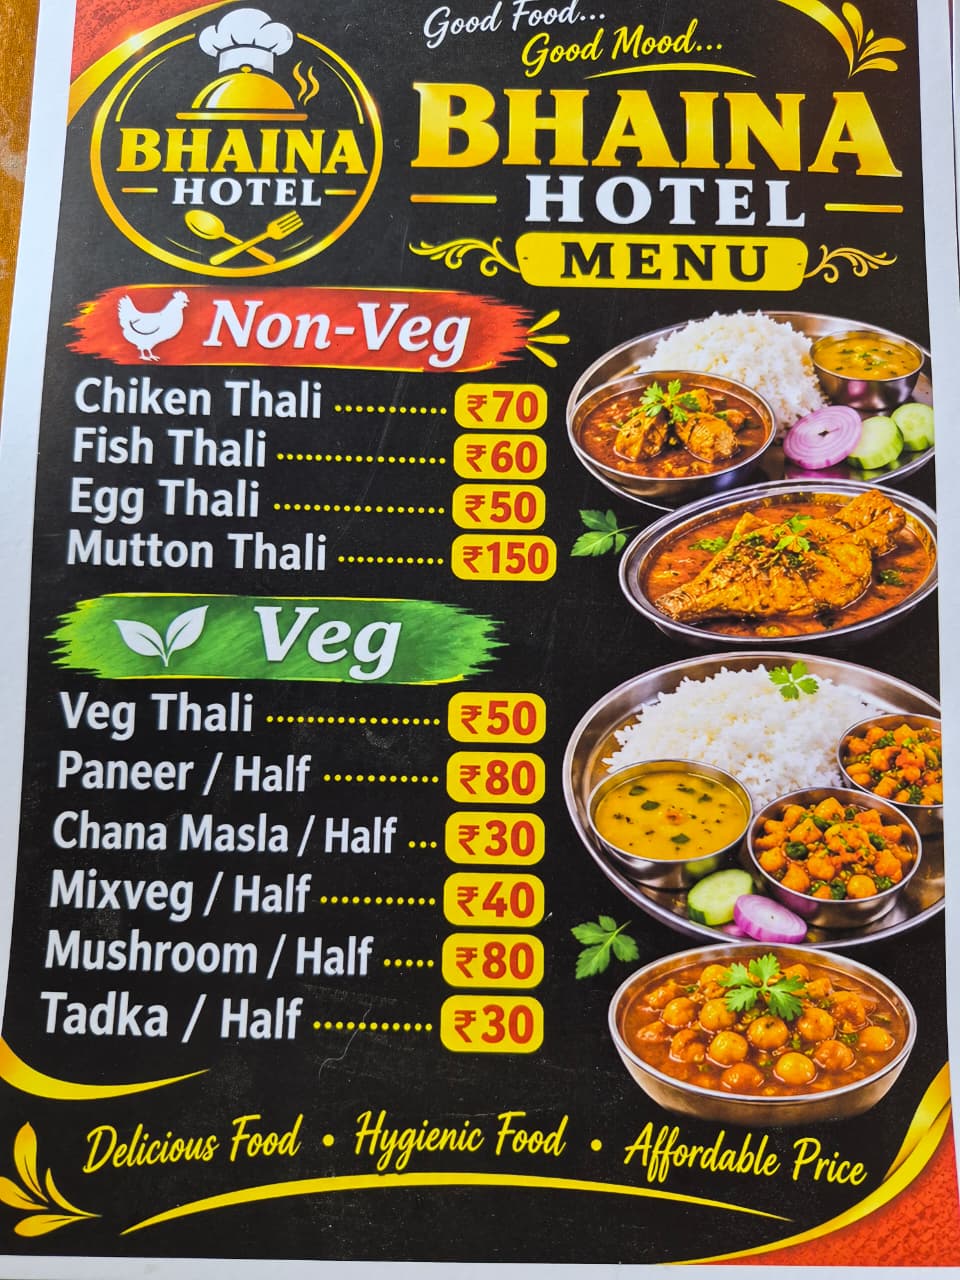 BHAINA
HOTEL
Good Food...
Good Mood...
BHAINA
HOTEL
MENU
Non-Veg
Chiken Thali ........... ₹70
Fish Thali ................. ₹60
Egg Thali ................. ₹50
Mutton Thali .......... ₹150
Veg
Veg Thali ................. ₹50
Paneer / Half ........... ₹80
Chana Masla / Half ... ₹30
Mixveg / Half ........... ₹40
Mushroom / Half ..... ₹80
Tadka / Half ............ ₹30
Delicious Food • Hygienic Food • Affordable Price